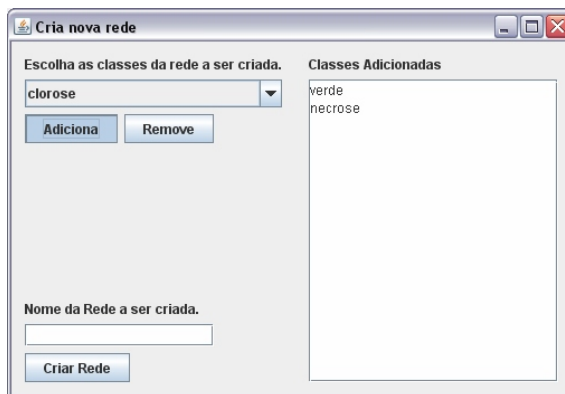 Cria nova rede
Escolha as classes da rede a ser criada.
clorose
Adiciona Remove
Nome da Rede a ser criada.
Criar Rede
Classes Adicionadas
verde
necrose